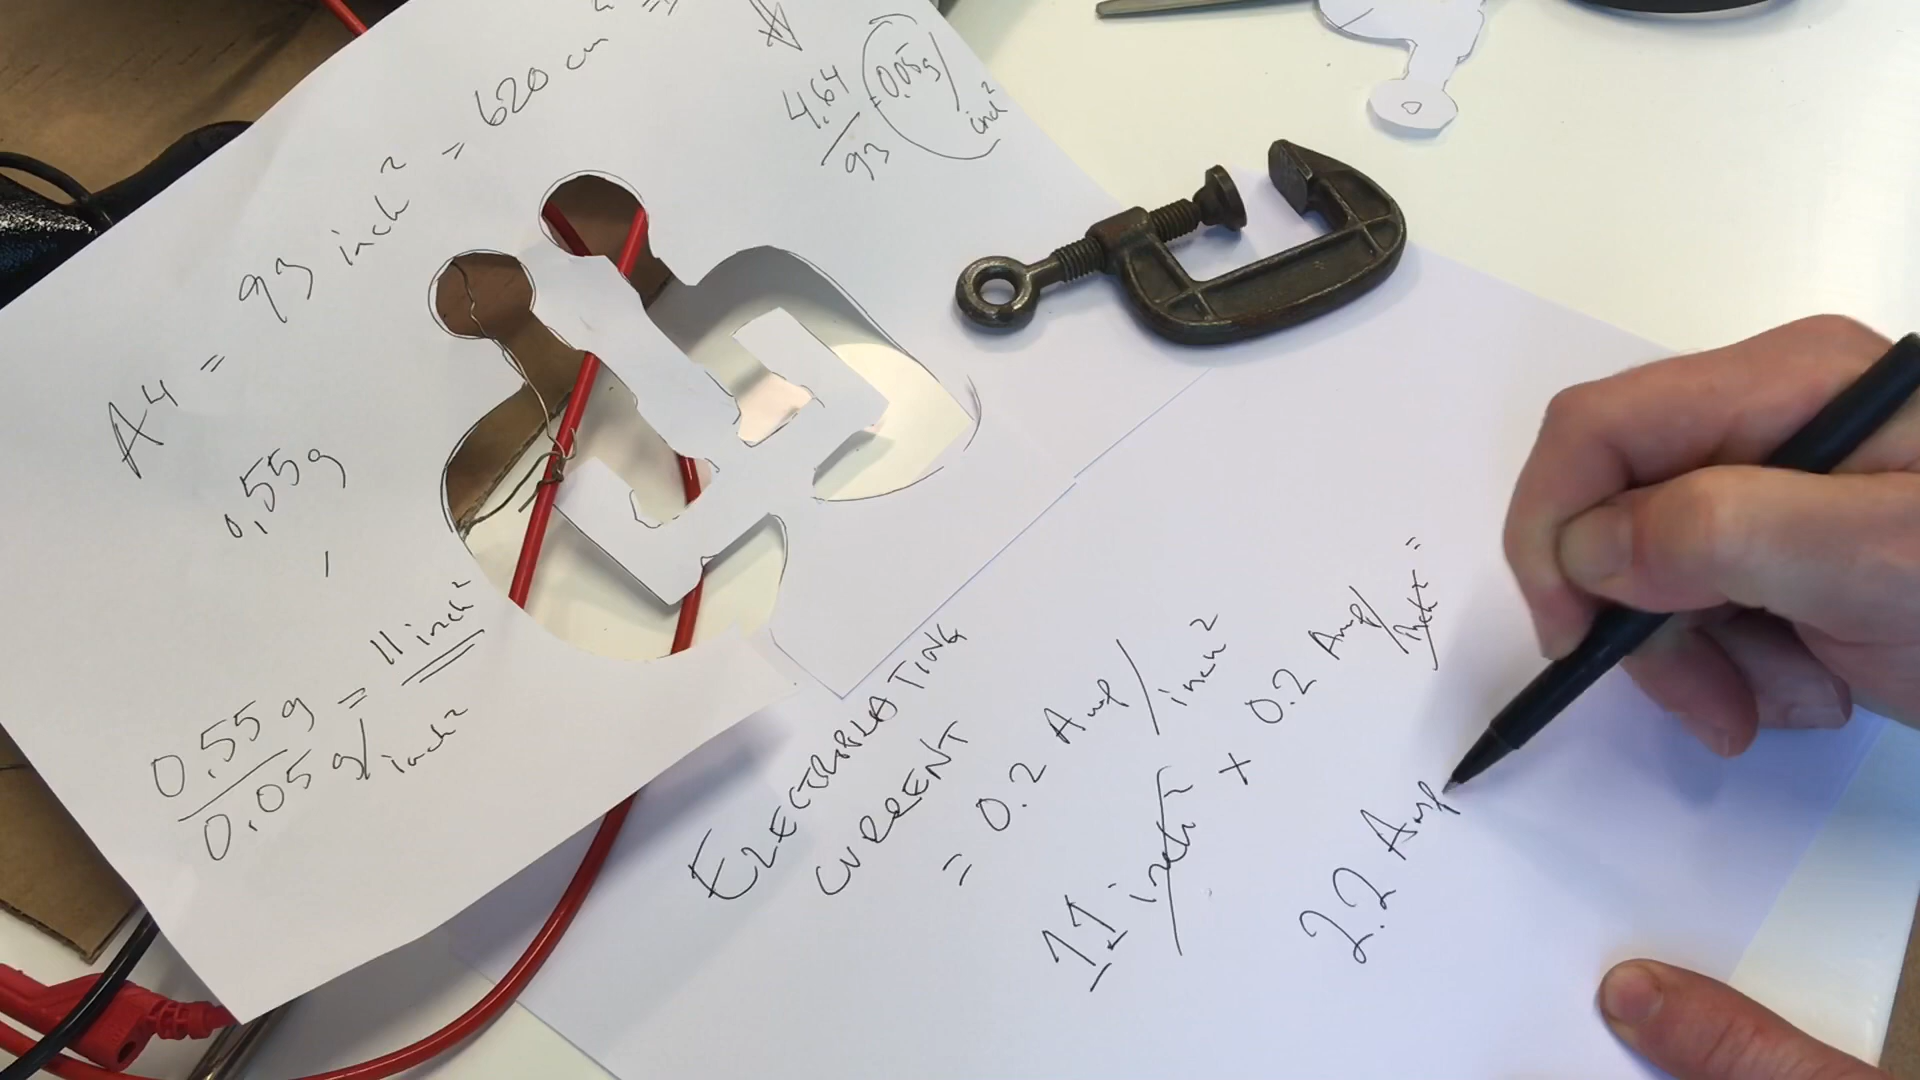 A4 = 93 inch² = 620 cm²
4.64
93
= 0.05g/inch²
0,55g
0.55 g
0.05 g/inch²
= 11 inch²
ELECTROPLATING
CURRENT
= 0.2 Amp/inch²
11 inch² x 0.2 Amp/inch² =
2.2 Amp